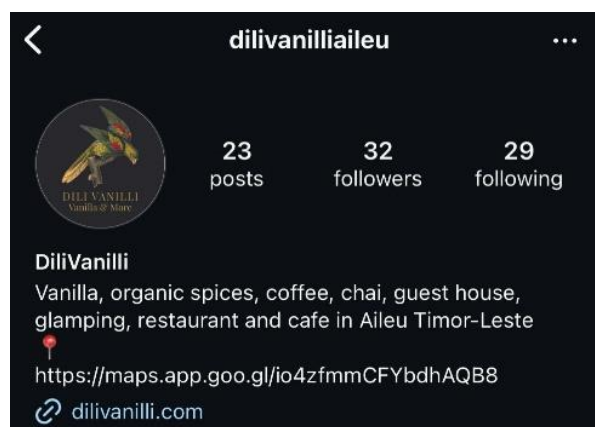 dilivanilliaileu
23 32 29
posts followers following
DILI VANILLI
Vanilla & More
DiliVanilli
Vanilla, organic spices, coffee, chai, guest house,
glamping, restaurant and cafe in Aileu Timor-Leste
📍
https://maps.app.goo.gl/io4zfmmCFYbdhAQB8
dilivanilli.com